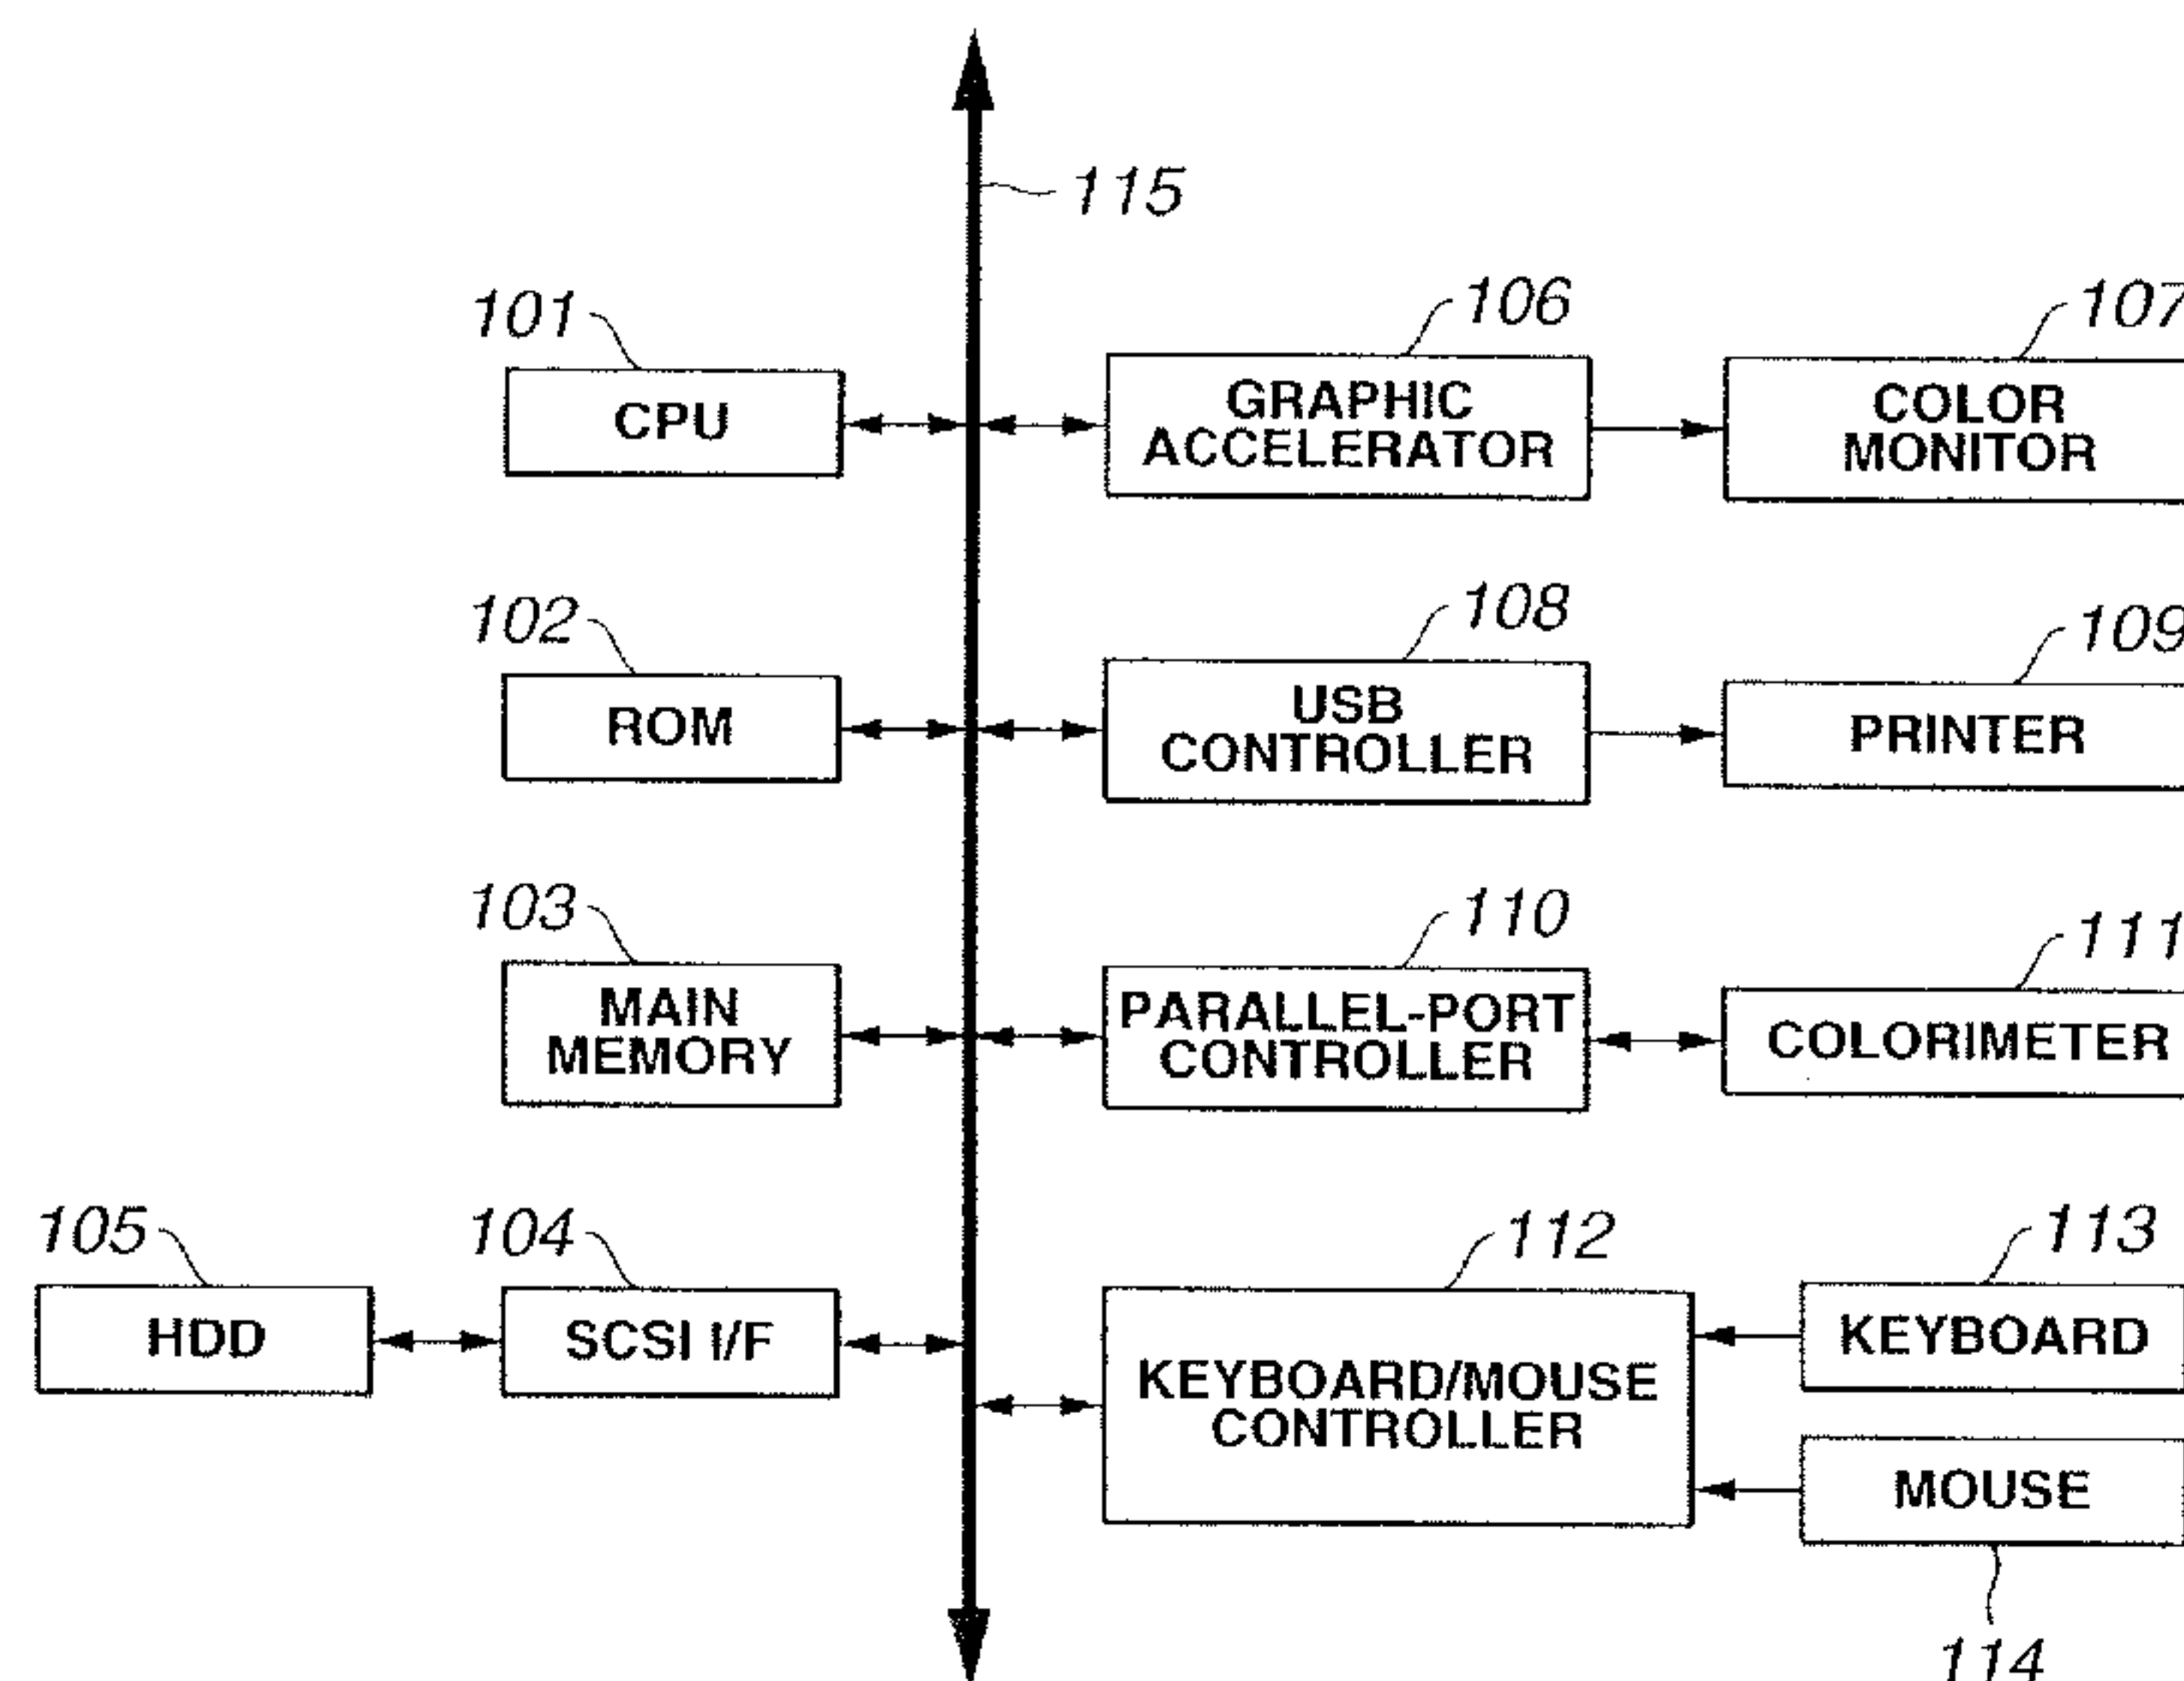 115
101
106
107
CPU
GRAPHIC
ACCELERATOR
COLOR
MONITOR
102
108
109
ROM
USB
CONTROLLER
PRINTER
103
110
111
MAIN
MEMORY
PARALLEL-PORT
CONTROLLER
COLORIMETER
105
104
112
113
HDD
SCSI I/F
KEYBOARD/MOUSE
CONTROLLER
KEYBOARD
MOUSE
114